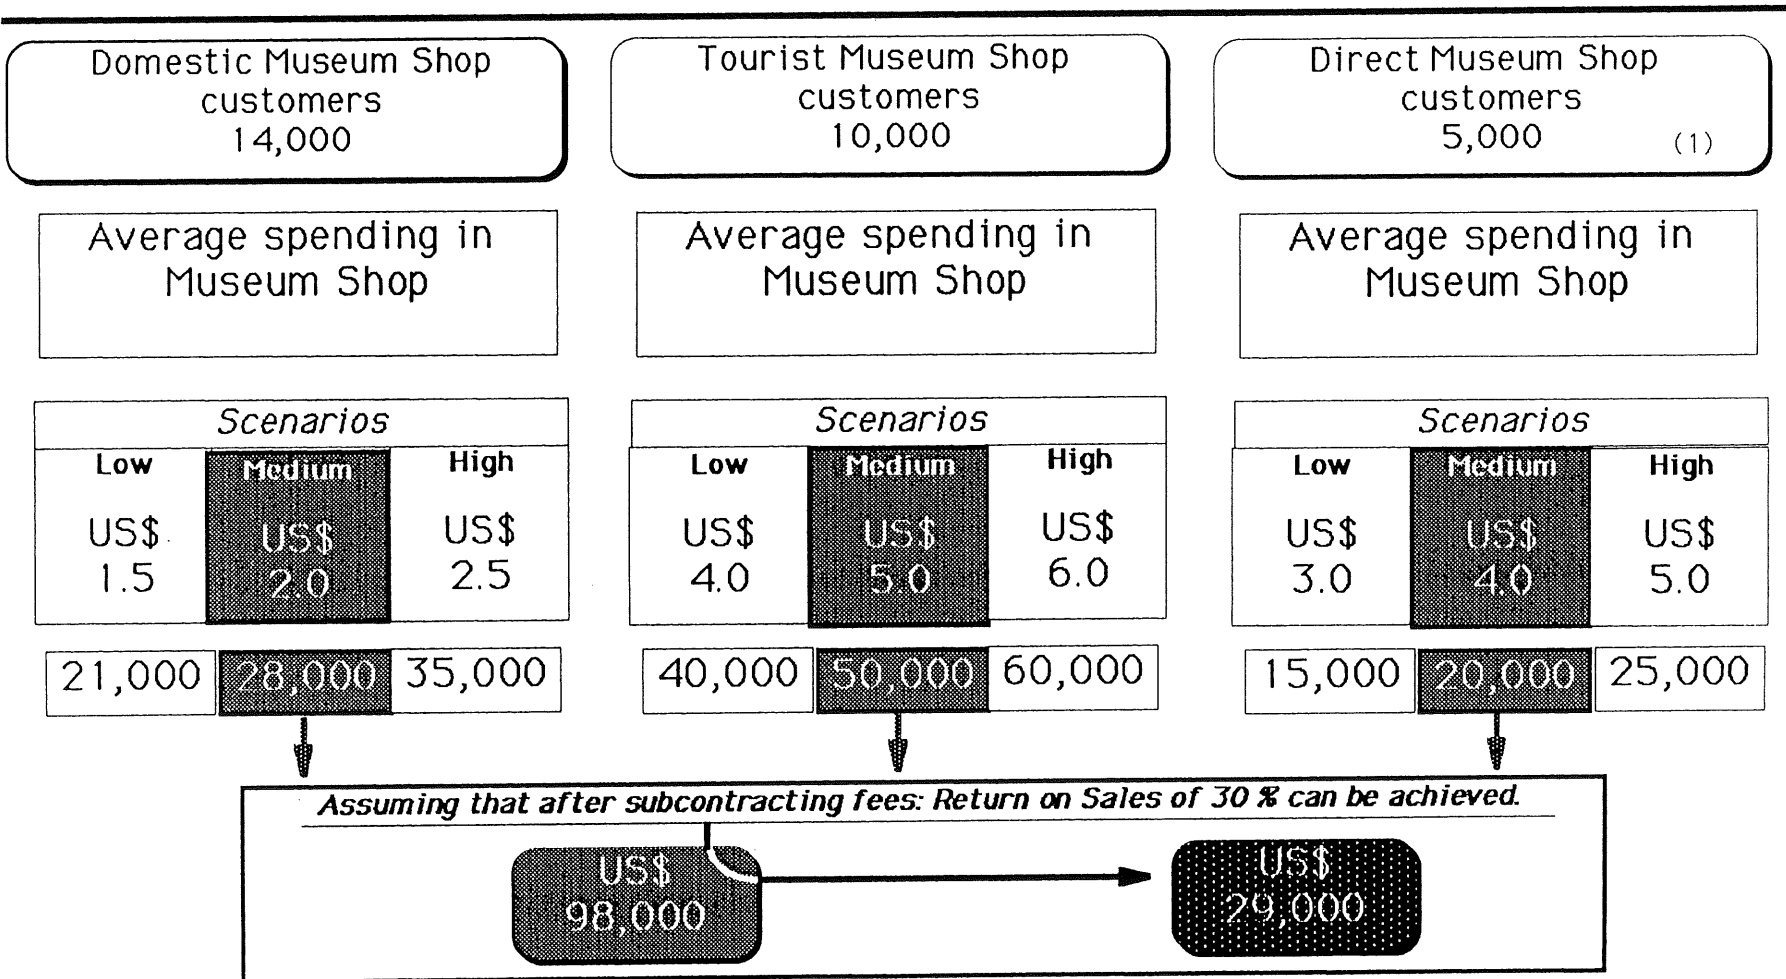 Domestic Museum Shop
customers
14,000
Tourist Museum Shop
customers
10,000
Direct Museum Shop
customers
5,000 (1)
Average spending in
Museum Shop
Average spending in
Museum Shop
Average spending in
Museum Shop
Scenarios
Low Medium High
US$ US$ US$
1.5 2.0 2.5
21,000 28,000 35,000
Scenarios
Low Medium High
US$ US$ US$
4.0 5.0 6.0
40,000 50,000 60,000
Scenarios
Low Medium High
US$ US$ US$
3.0 4.0 5.0
15,000 20,000 25,000
Assuming that after subcontracting fees: Return on Sales of 30 % can be achieved.
US$
98,000
US$
29,000